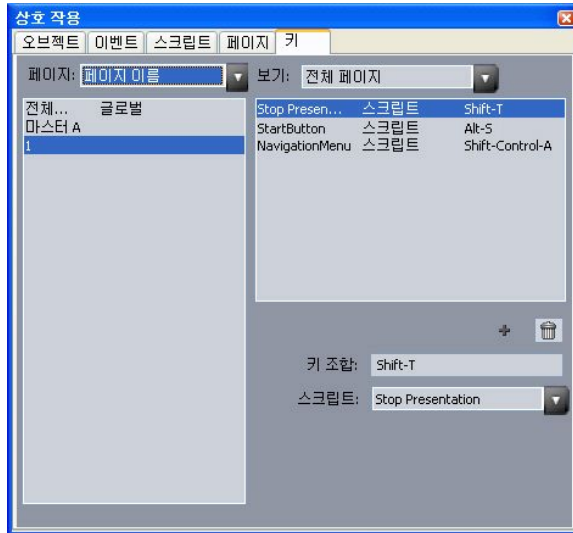 상호 작용
오브젝트 이벤트 스크립트 페이지 키
페이지: 페이지 이름 보기: 전체 페이지
전체... 글로벌
마스터 A
1
Stop Presen... 스크립트 Shift-T
StartButton 스크립트 Alt-S
NavigationMenu 스크립트 Shift-Control-A
키 조합: Shift-T
스크립트: Stop Presentation